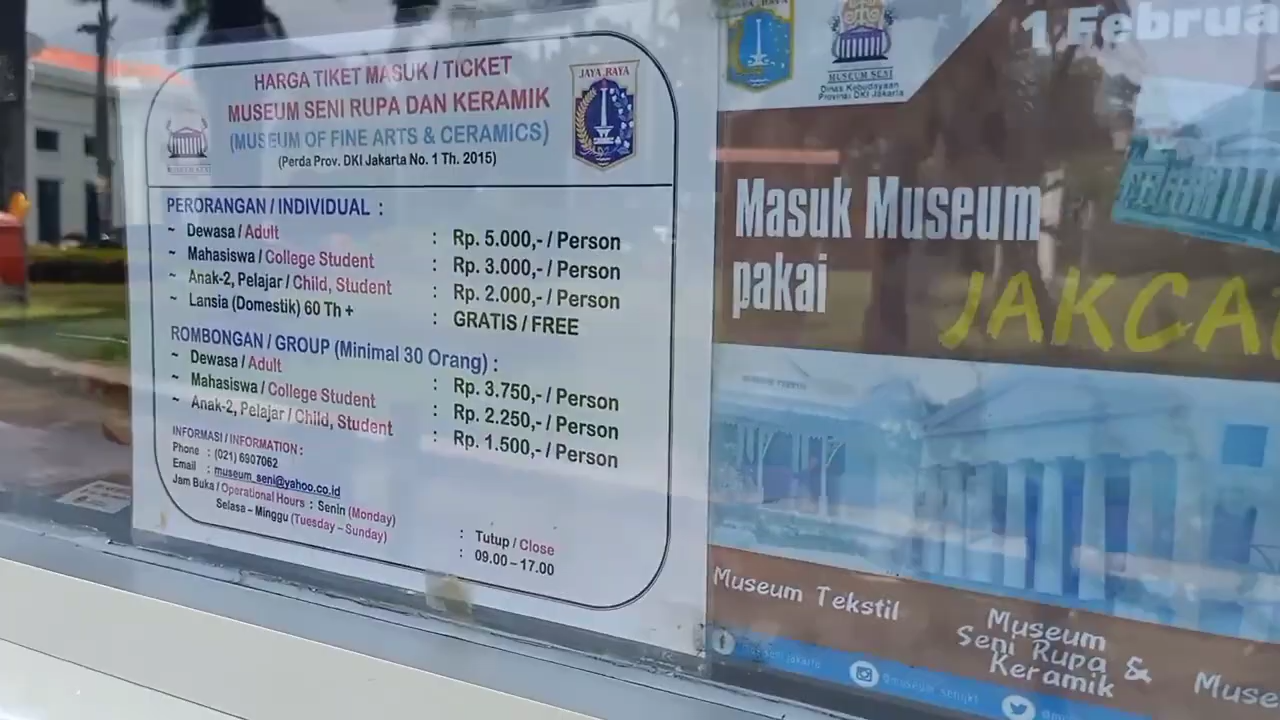 HARGA TIKET MASUK / TICKET
MUSEUM SENI RUPA DAN KERAMIK
(MUSEUM OF FINE ARTS & CERAMICS)
(Perda Prov. DKI Jakarta No. 1 Th. 2015)
MUSEUM SENI
JAYA RAYA
PERORANGAN / INDIVIDUAL :
~ Dewasa / Adult : Rp. 5.000,- / Person
~ Mahasiswa / College Student : Rp. 3.000,- / Person
~ Anak-2, Pelajar / Child, Student : Rp. 2.000,- / Person
~ Lansia (Domestik) 60 Th + : GRATIS / FREE
ROMBONGAN / GROUP (Minimal 30 Orang) :
~ Dewasa / Adult : Rp. 3.750,- / Person
~ Mahasiswa / College Student : Rp. 2.250,- / Person
~ Anak-2, Pelajar / Child, Student : Rp. 1.500,- / Person
INFORMASI / INFORMATION :
Phone : (021) 6907062
Email : museum_seni@yahoo.co.id
Jam Buka / Operational Hours : Senin (Monday) : Tutup / Close
Selasa – Minggu (Tuesday – Sunday) : 09.00 – 17.00
JAYA RAYA
MUSEUM SENI
Dinas Kebudayaan
Provinsi DKI Jakarta
1 Februa
Masuk Museum
pakai
JAKCA
Museum Tekstil
Museum
Seni Rupa &
Keramik
Muse